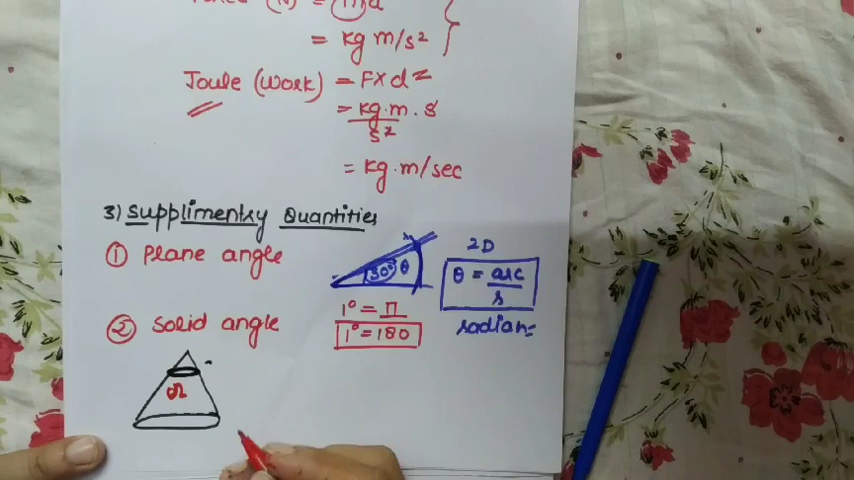 (N) = ma
= kg m/s²
Joule (Work) = F×d
= kg.m . s
s²
= kg.m/sec
3) Supplimentry Quantities
① Plane angle
30° θ
2D
θ = arc
r
radian
1° = π
1° = 180
② Solid angle
Ω